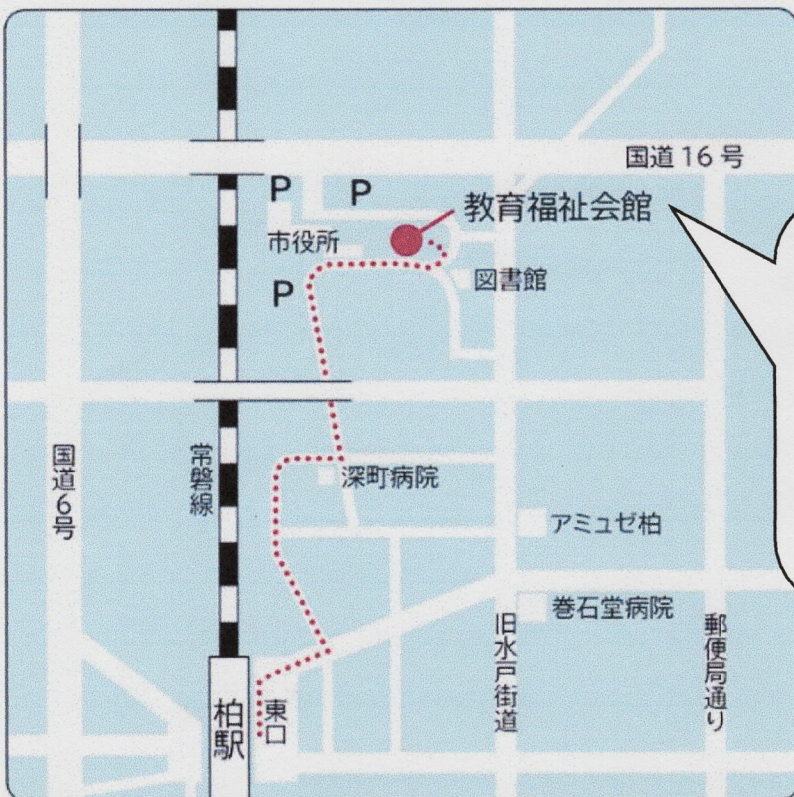 国道16号
P
P
教育福祉会館
市役所
図書館
P
国道6号
常磐線
深町病院
アミュゼ柏
巻石堂病院
旧水戸街道
郵便局通り
柏駅
東口